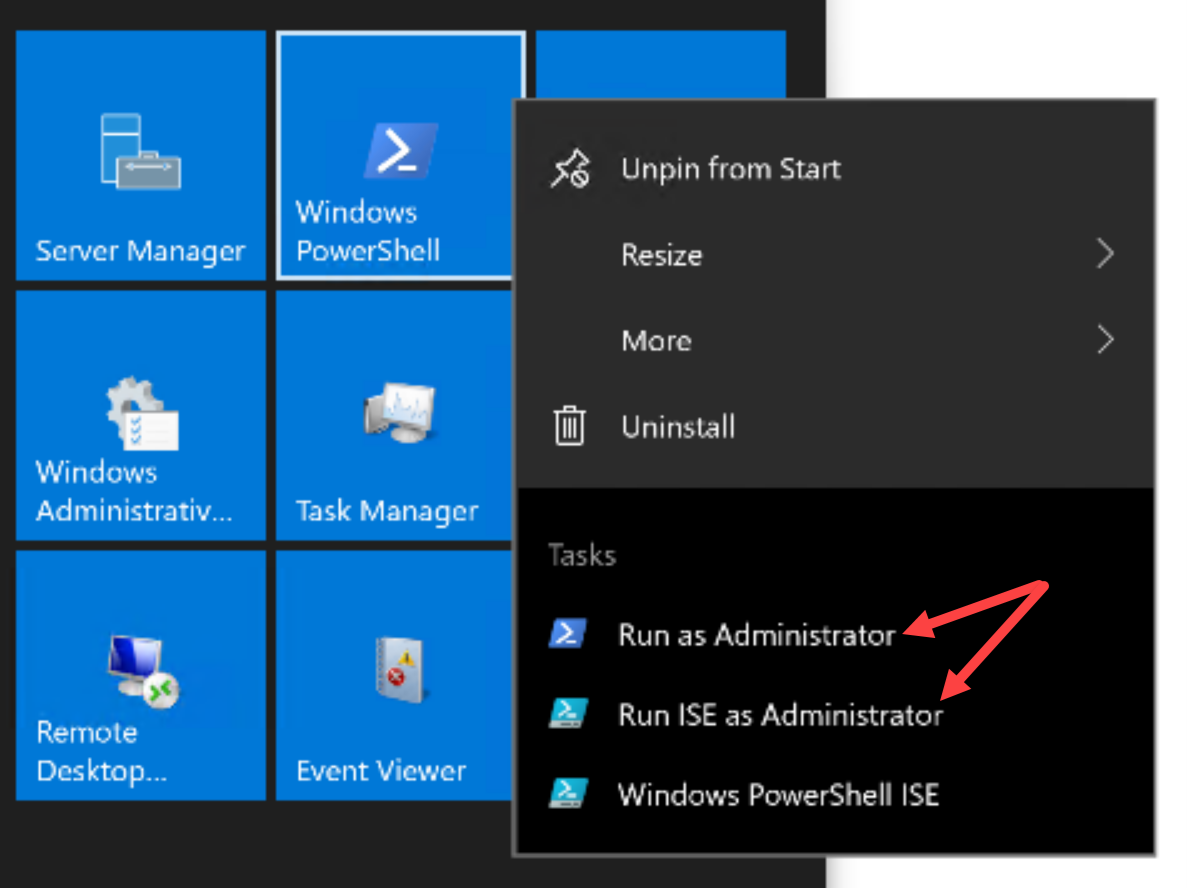 Server Manager
Windows
PowerShell
Windows
Administrativ...
Task Manager
Remote
Desktop...
Event Viewer
Unpin from Start
Resize
More
Uninstall
Tasks
Run as Administrator
Run ISE as Administrator
Windows PowerShell ISE